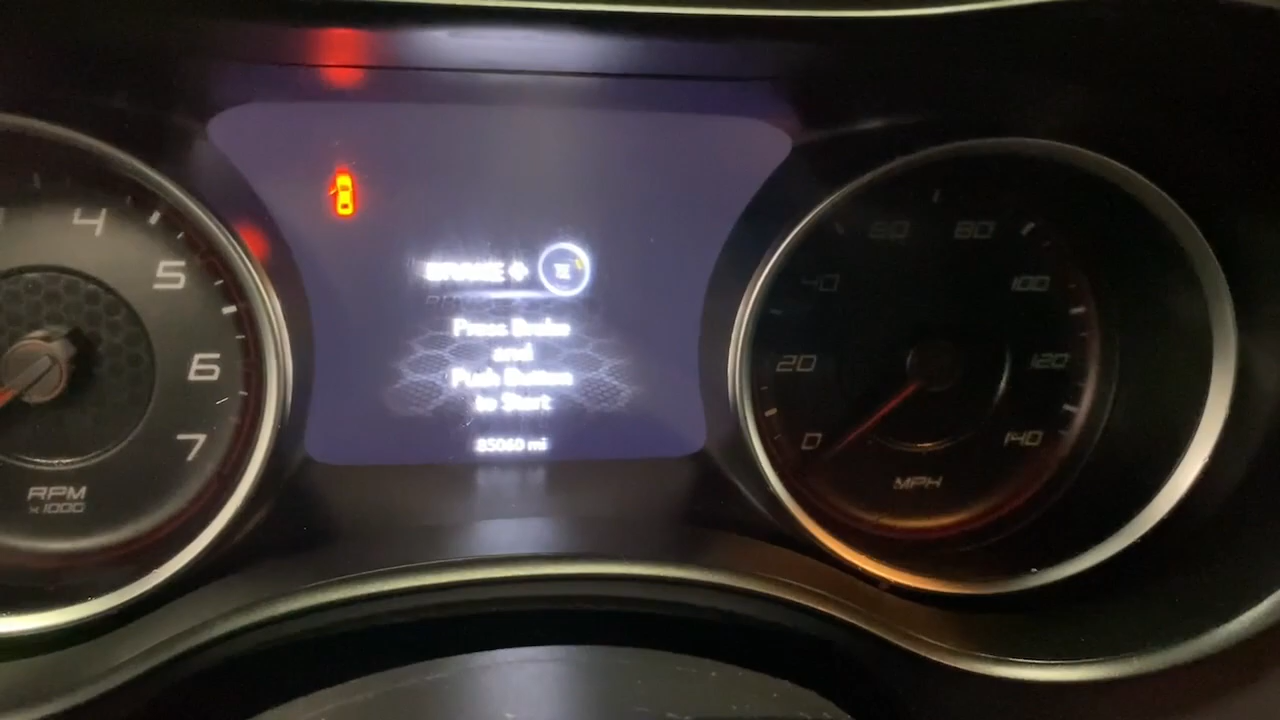 4
5
6
7
RPM
x1000
BRAKE +
Press Brake
and
Push Button
to Start
85060 mi
0
20
40
60
80
100
120
140
MPH